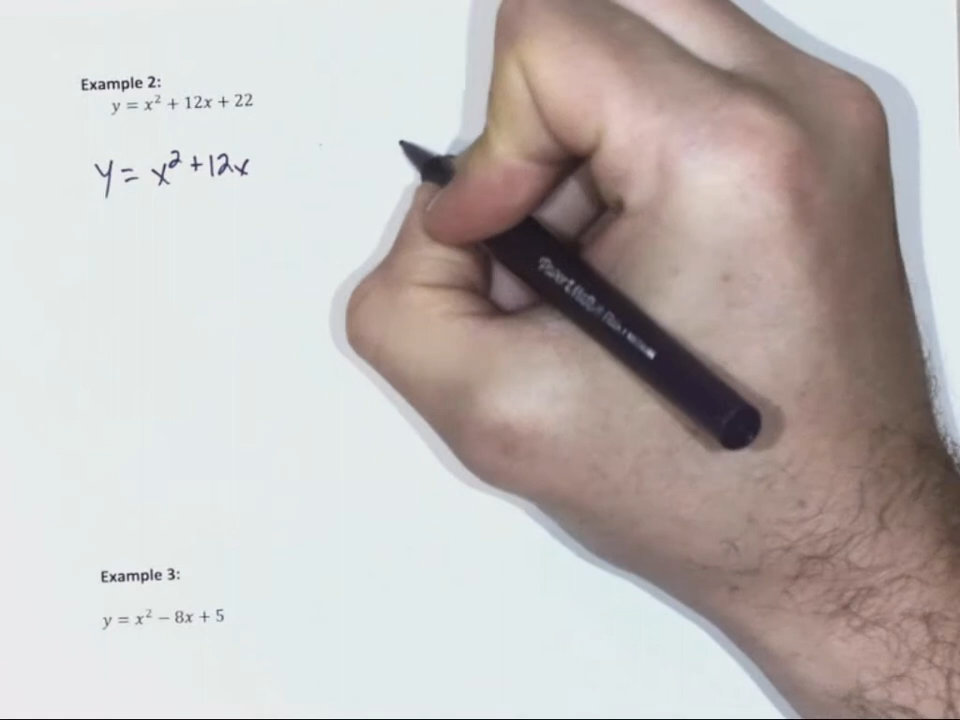 Example 2:
y = x² + 12x + 22
y = x² + 12x
Example 3:
y = x² − 8x + 5